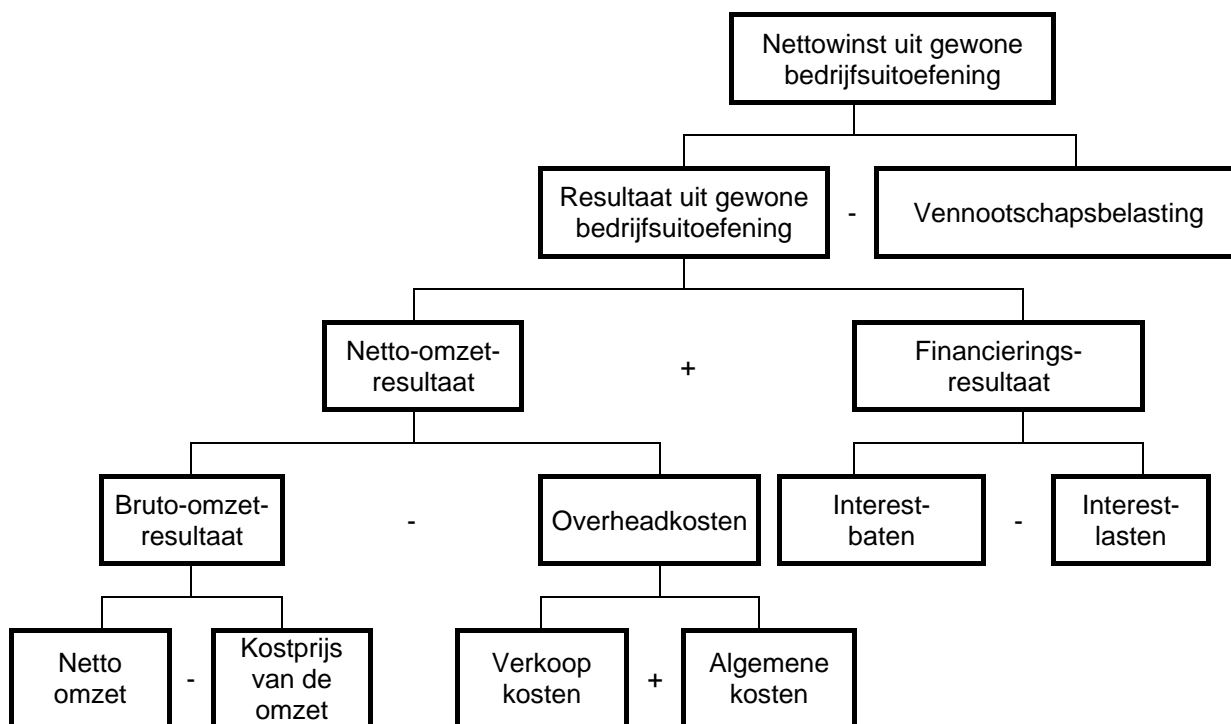 Nettowinst uit gewone
bedrijfsuitoefening
Resultaat uit gewone
bedrijfsuitoefening
-
Vennootschapsbelasting
Netto-omzet-
resultaat
+
Financierings-
resultaat
Bruto-omzet-
resultaat
-
Overheadkosten
Interest-
baten
-
Interest-
lasten
Netto
omzet
-
Kostprijs
van de
omzet
Verkoop
kosten
+
Algemene
kosten